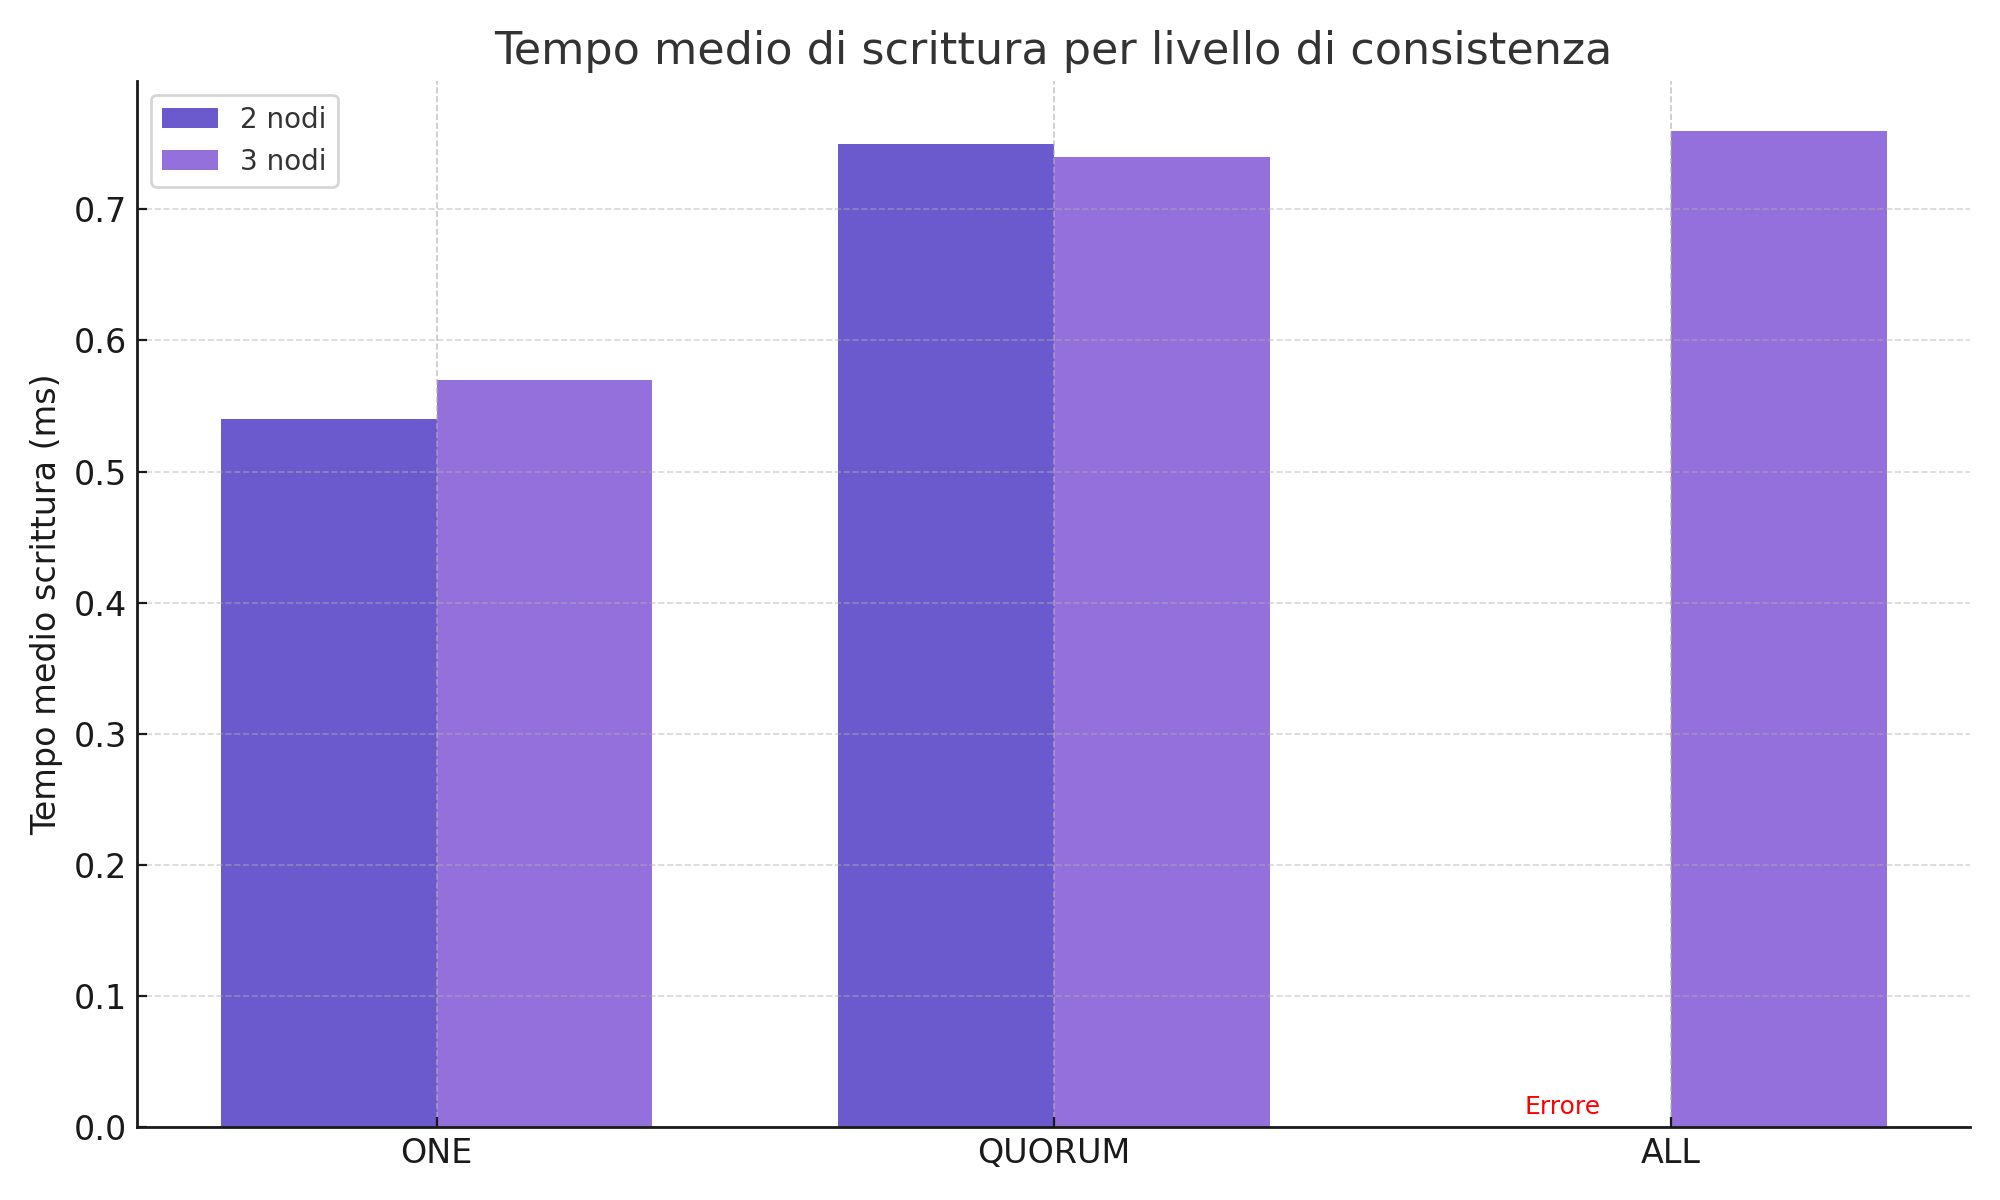 Tempo medio di scrittura per livello di consistenza
2 nodi
3 nodi
Tempo medio scrittura (ms)
0.7
0.6
0.5
0.4
0.3
0.2
0.1
0.0
Errore
ONE
QUORUM
ALL